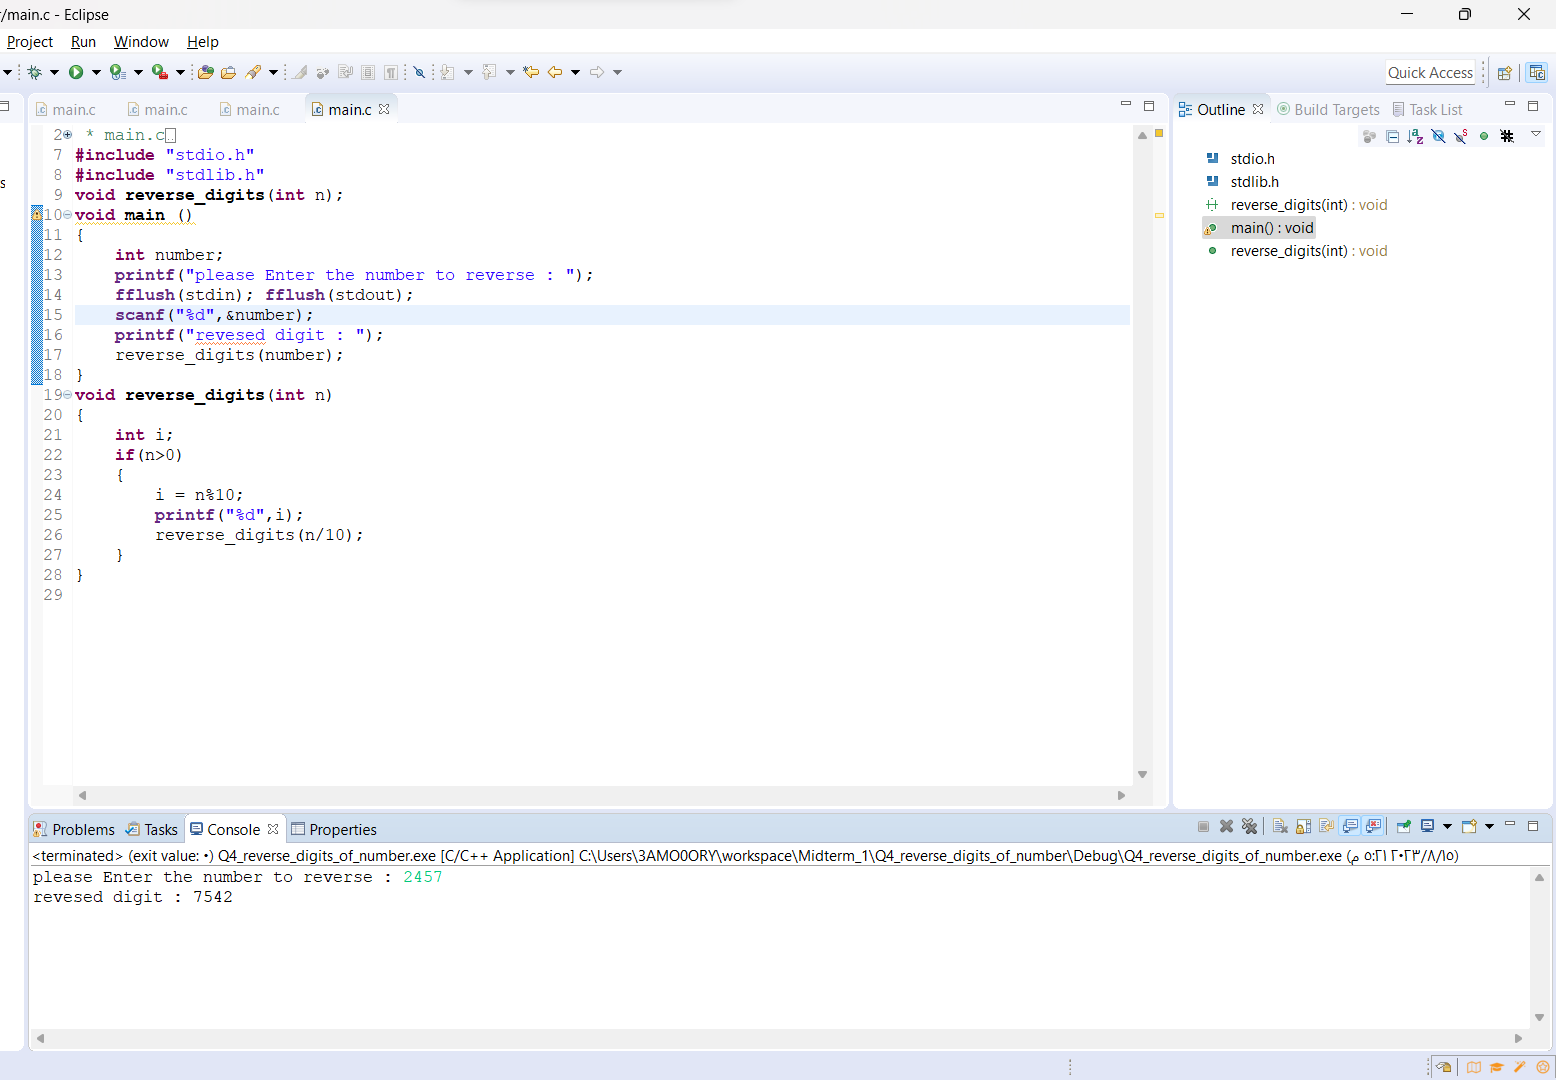 /main.c - Eclipse
Project Run Window Help
Quick Access
main.c main.c main.c main.c
2 * main.c
7 #include "stdio.h"
8 #include "stdlib.h"
9 void reverse_digits(int n);
10 void main ()
11 {
12     int number;
13     printf("please Enter the number to reverse : ");
14     fflush(stdin); fflush(stdout);
15     scanf("%d",&number);
16     printf("revesed digit : ");
17     reverse_digits(number);
18 }
19 void reverse_digits(int n)
20 {
21     int i;
22     if(n>0)
23     {
24         i = n%10;
25         printf("%d",i);
26         reverse_digits(n/10);
27     }
28 }
29
s
Outline Build Targets Task List
stdio.h
stdlib.h
reverse_digits(int) : void
main() : void
reverse_digits(int) : void
Problems Tasks Console Properties
<terminated> (exit value: ٠) Q4_reverse_digits_of_number.exe [C/C++ Application] C:\Users\3AMO0ORY\workspace\Midterm_1\Q4_reverse_digits_of_number\Debug\Q4_reverse_digits_of_number.exe (م ٥:٢١ ٢٠٢٣/٨/١٥)
please Enter the number to reverse : 2457
revesed digit : 7542